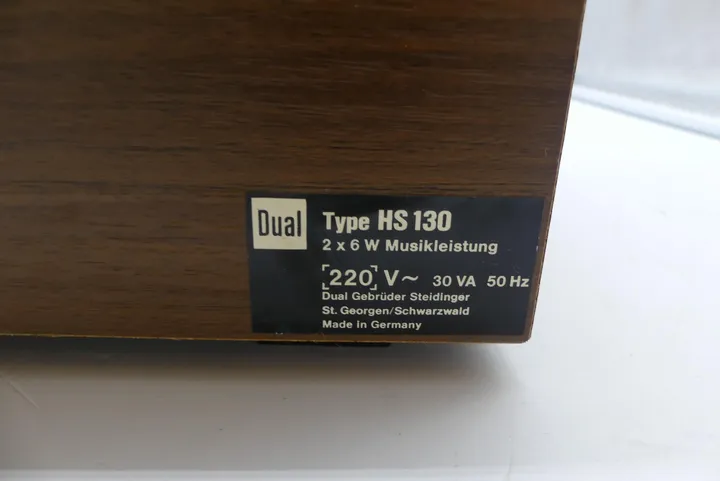 Dual
Type HS 130
2 x 6 W Musikleistung
[220] V~ 30 VA 50 Hz
Dual Gebrüder Steidinger
St. Georgen/Schwarzwald
Made in Germany